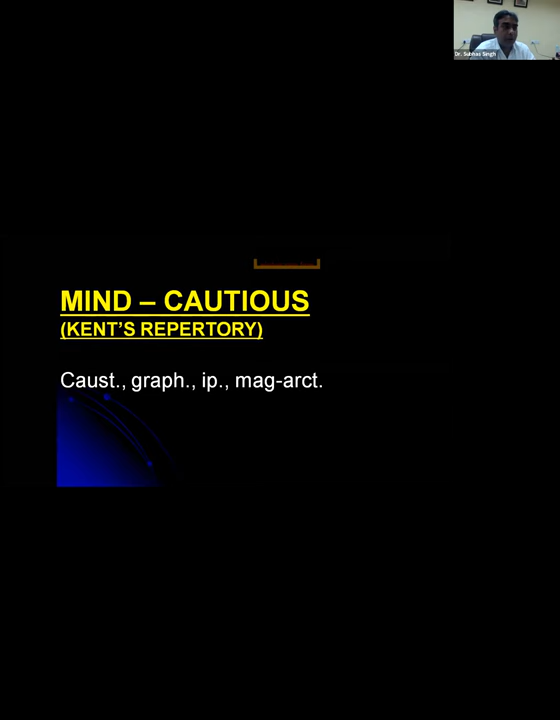 Dr. Subhas Singh
MIND – CAUTIOUS
(KENT'S REPERTORY)
Caust., graph., ip., mag-arct.